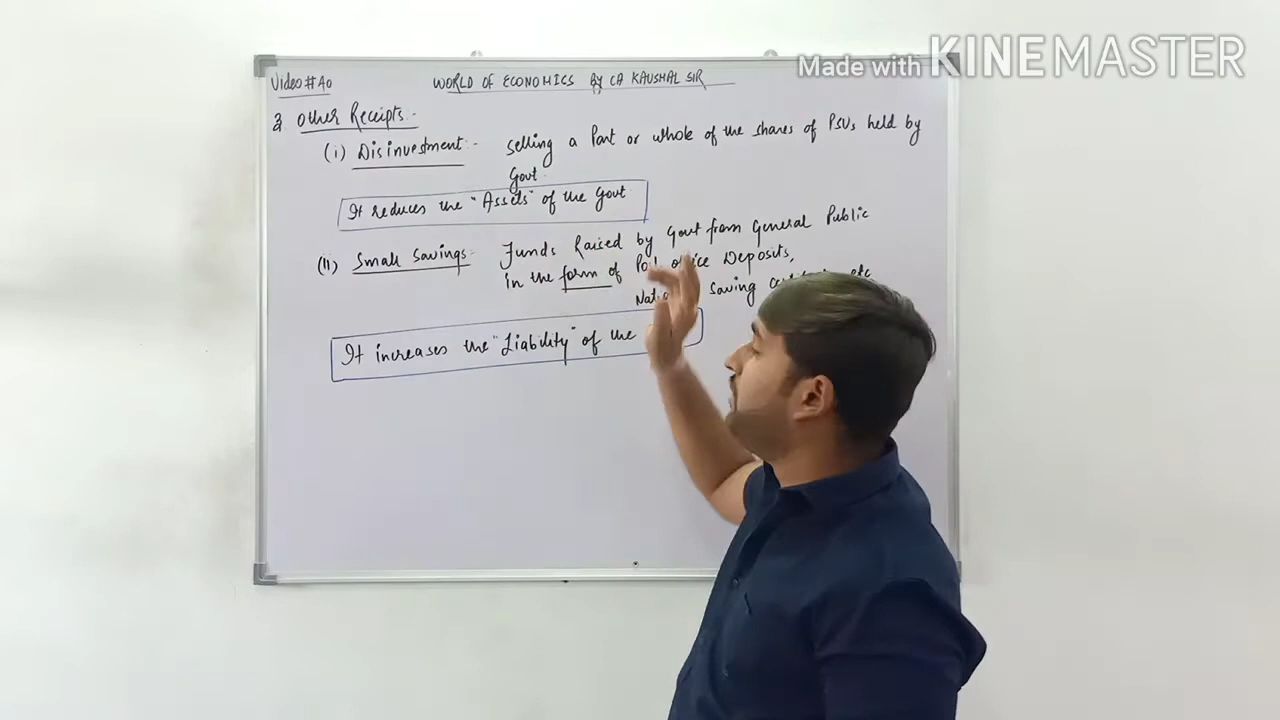 Made with KINEMASTER
Video # 40
WORLD OF ECONOMICS By CA KAUSHAL SIR
3. Other Receipts:-
(i) Disinvestment:- Selling a Part or whole of the shares of PSUs held by
Govt.
It reduces the "Assets" of the Govt
(ii) Small Savings: Funds Raised by Govt from General Public
in the form of office Deposits,
saving etc
It increases the "Liability" of the